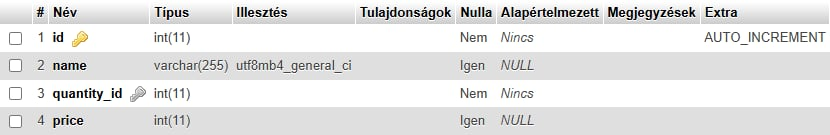 # Név Típus Illesztés Tulajdonságok Nulla Alapértelmezett Megjegyzések Extra
1 id int(11) Nem Nincs AUTO_INCREMENT
2 name varchar(255) utf8mb4_general_ci Igen NULL
3 quantity_id int(11) Nem Nincs
4 price int(11) Igen NULL